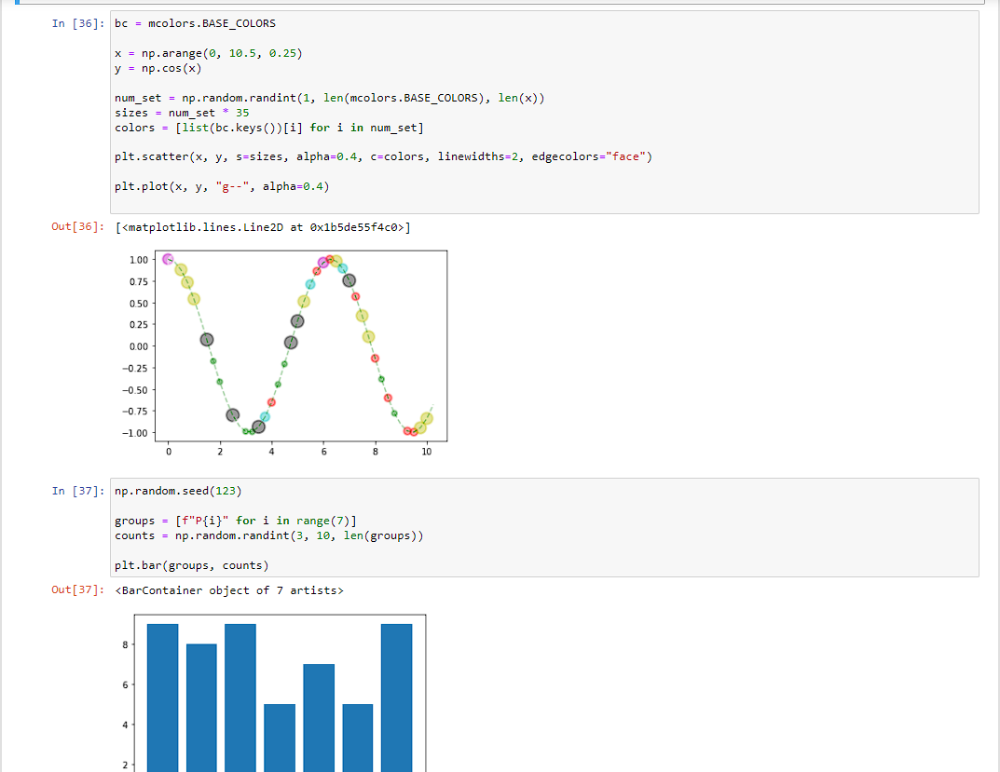 In [36]: bc = mcolors.BASE_COLORS
x = np.arange(0, 10.5, 0.25)
y = np.cos(x)
num_set = np.random.randint(1, len(mcolors.BASE_COLORS), len(x))
sizes = num_set * 35
colors = [list(bc.keys())[i] for i in num_set]
plt.scatter(x, y, s=sizes, alpha=0.4, c=colors, linewidths=2, edgecolors="face")
plt.plot(x, y, "g--", alpha=0.4)
Out[36]: [<matplotlib.lines.Line2D at 0x1b5de55f4c0>]
1.00
0.75
0.50
0.25
0.00
−0.25
−0.50
−0.75
−1.00
0 2 4 6 8 10
In [37]: np.random.seed(123)
groups = [f"P{i}" for i in range(7)]
counts = np.random.randint(3, 10, len(groups))
plt.bar(groups, counts)
Out[37]: <BarContainer object of 7 artists>
8
6
4
2